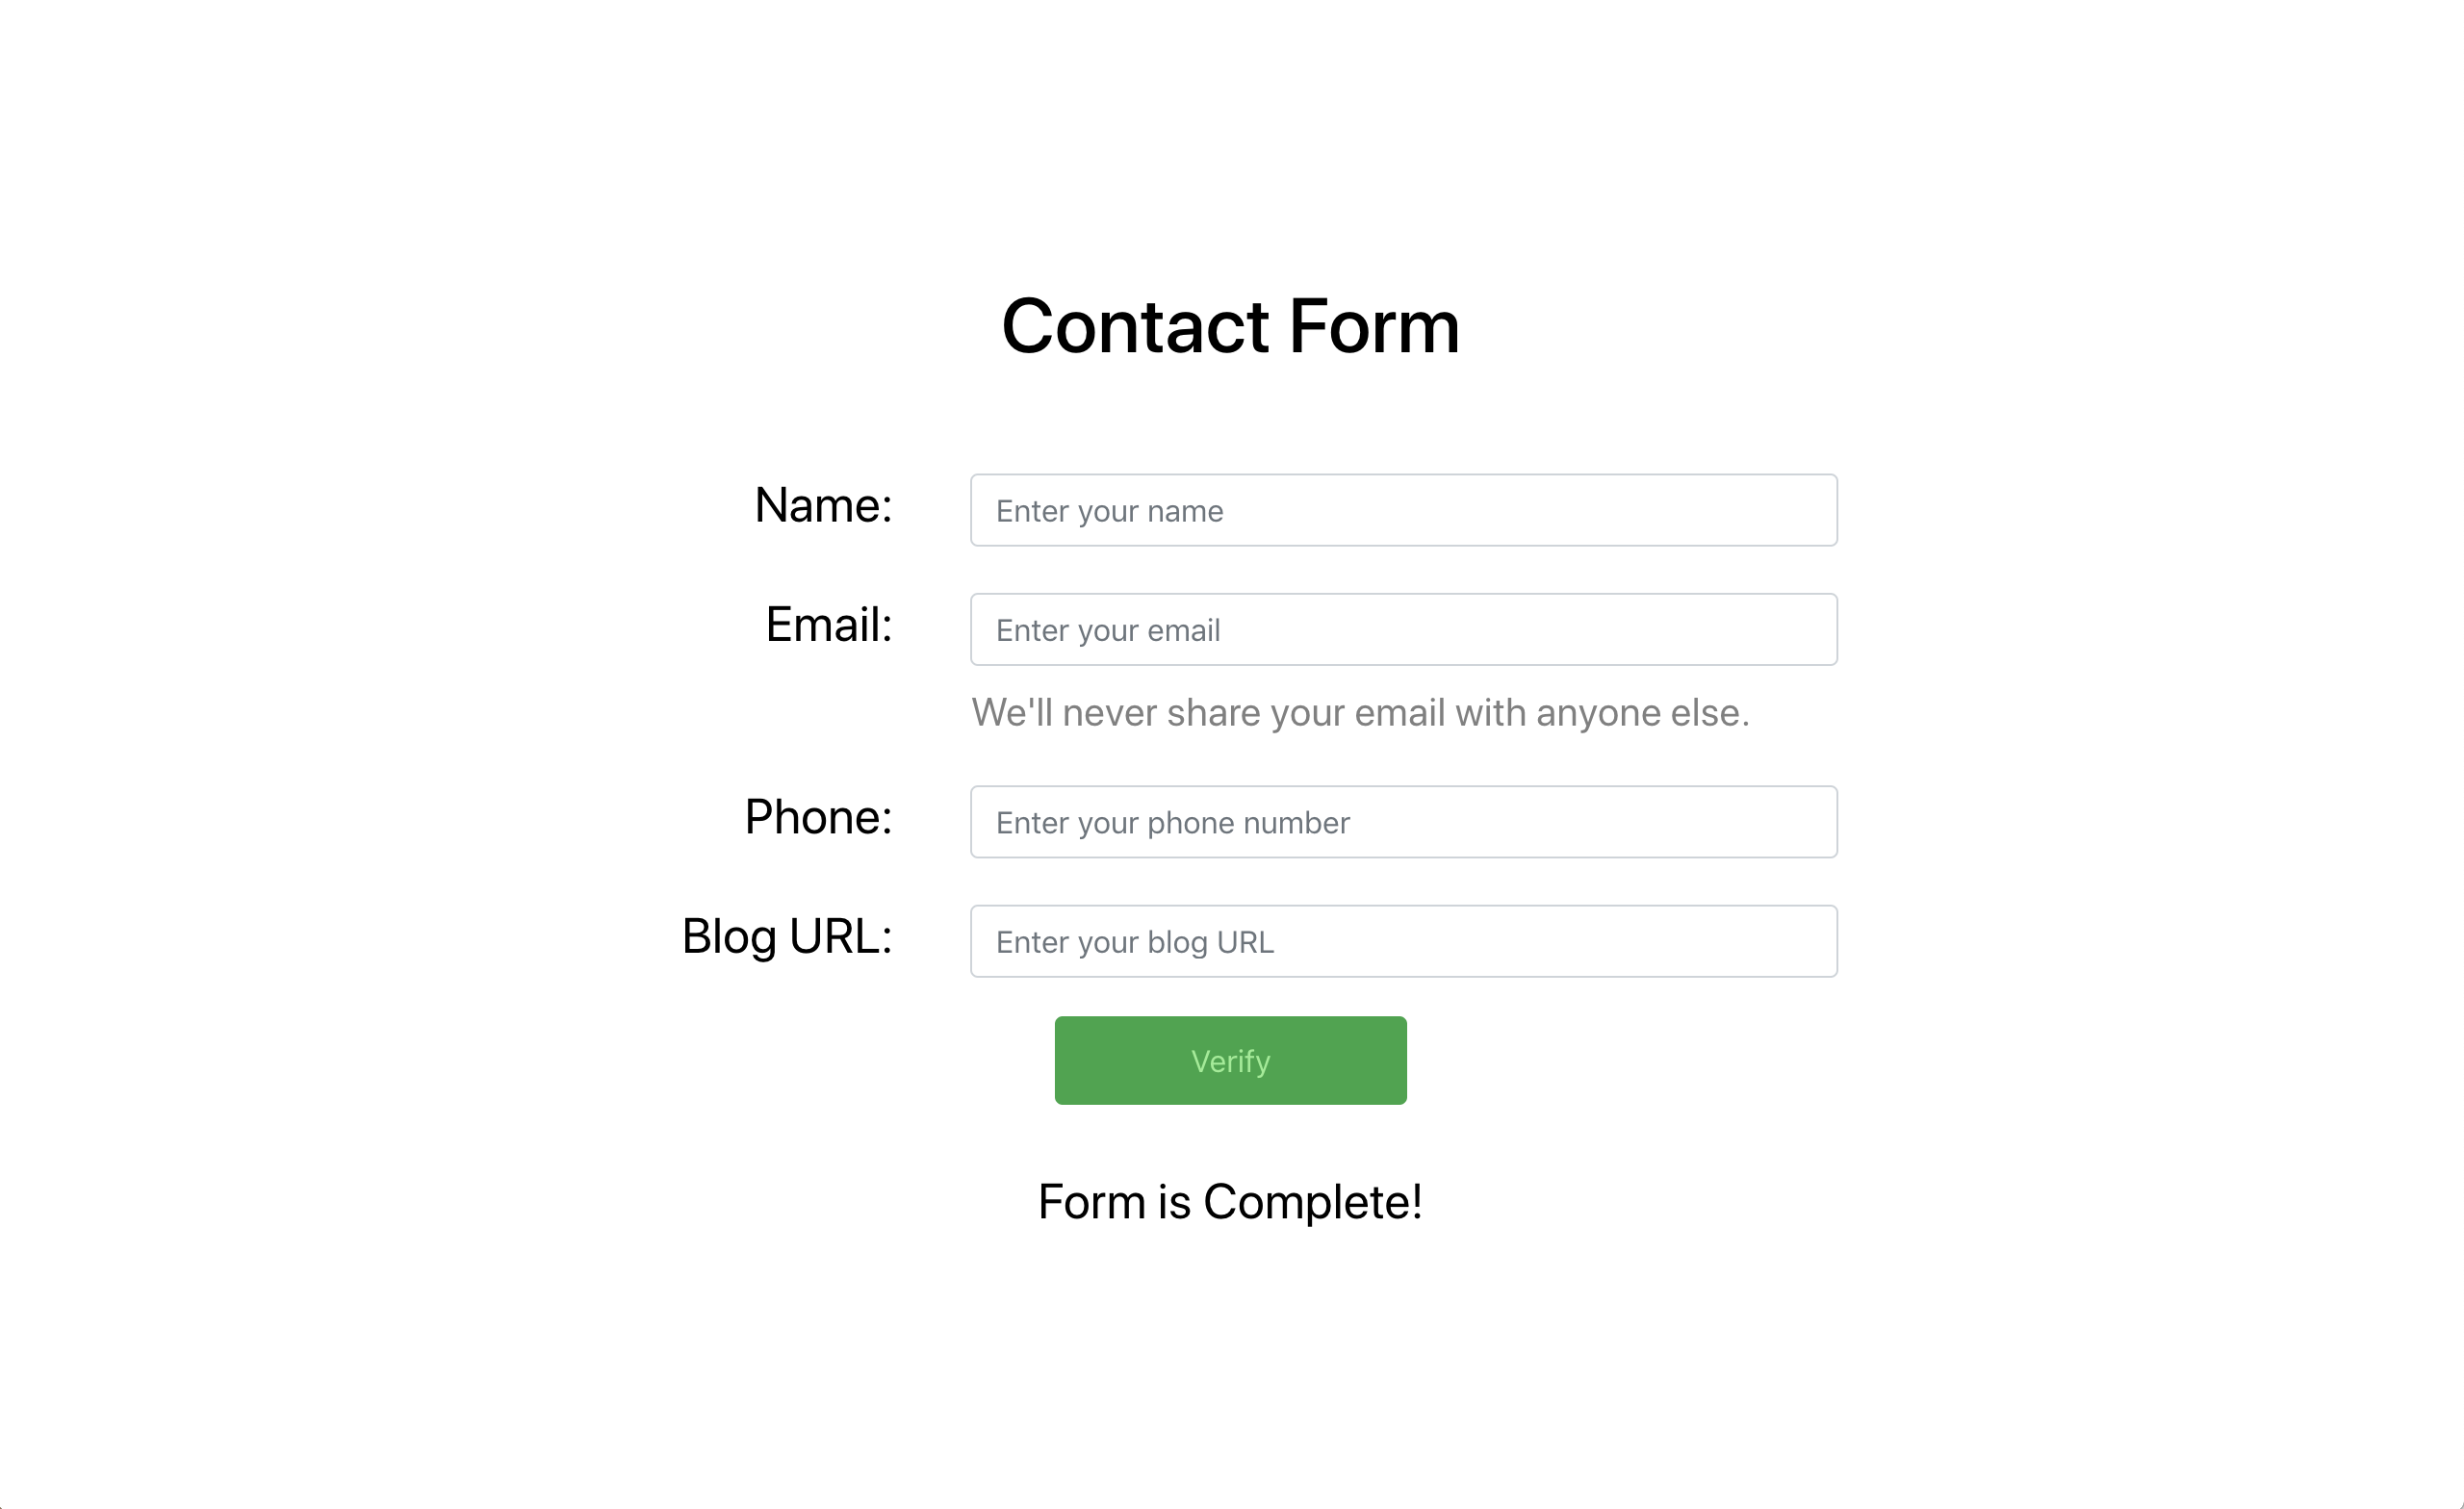 Contact Form
Name: Enter your name
Email: Enter your email
We'll never share your email with anyone else.
Phone: Enter your phone number
Blog URL: Enter your blog URL
Verify
Form is Complete!